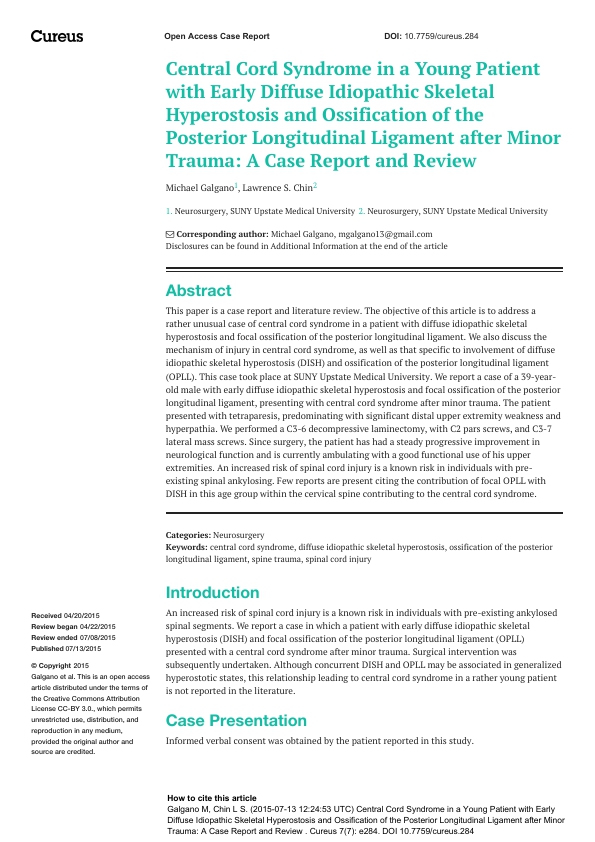 Cureus
Open Access Case Report
DOI: 10.7759/cureus.284
Central Cord Syndrome in a Young Patient
with Early Diffuse Idiopathic Skeletal
Hyperostosis and Ossification of the
Posterior Longitudinal Ligament after Minor
Trauma: A Case Report and Review
Michael Galgano1, Lawrence S. Chin2
1. Neurosurgery, SUNY Upstate Medical University 2. Neurosurgery, SUNY Upstate Medical University
Corresponding author: Michael Galgano, mgalgano13@gmail.com
Disclosures can be found in Additional Information at the end of the article
Abstract
This paper is a case report and literature review. The objective of this article is to address a
rather unusual case of central cord syndrome in a patient with diffuse idiopathic skeletal
hyperostosis and focal ossification of the posterior longitudinal ligament. We also discuss the
mechanism of injury in central cord syndrome, as well as that specific to involvement of diffuse
idiopathic skeletal hyperostosis (DISH) and ossification of the posterior longitudinal ligament
(OPLL). This case took place at SUNY Upstate Medical University. We report a case of a 39-year-
old male with early diffuse idiopathic skeletal hyperostosis and focal ossification of the posterior
longitudinal ligament, presenting with central cord syndrome after minor trauma. The patient
presented with tetraparesis, predominating with significant distal upper extremity weakness and
hyperpathia. We performed a C3-6 decompressive laminectomy, with C2 pars screws, and C3-7
lateral mass screws. Since surgery, the patient has had a steady progressive improvement in
neurological function and is currently ambulating with a good functional use of his upper
extremities. An increased risk of spinal cord injury is a known risk in individuals with pre-
existing spinal ankylosing. Few reports are present citing the contribution of focal OPLL with
DISH in this age group within the cervical spine contributing to the central cord syndrome.
Categories: Neurosurgery
Keywords: central cord syndrome, diffuse idiopathic skeletal hyperostosis, ossification of the posterior
longitudinal ligament, spine trauma, spinal cord injury
Introduction
An increased risk of spinal cord injury is a known risk in individuals with pre-existing ankylosed
spinal segments. We report a case in which a patient with early diffuse idiopathic skeletal
hyperostosis (DISH) and focal ossification of the posterior longitudinal ligament (OPLL)
presented with a central cord syndrome after minor trauma. Surgical intervention was
subsequently undertaken. Although concurrent DISH and OPLL may be associated in generalized
hyperostotic states, this relationship leading to central cord syndrome in a rather young patient
is not reported in the literature.
Case Presentation
Informed verbal consent was obtained by the patient reported in this study.
Received 04/20/2015
Review began 04/22/2015
Review ended 07/08/2015
Published 07/13/2015
© Copyright 2015
Galgano et al. This is an open access
article distributed under the terms of
the Creative Commons Attribution
License CC-BY 3.0., which permits
unrestricted use, distribution, and
reproduction in any medium,
provided the original author and
source are credited.
How to cite this article
Galgano M, Chin L S. (2015-07-13 12:24:53 UTC) Central Cord Syndrome in a Young Patient with Early
Diffuse Idiopathic Skeletal Hyperostosis and Ossification of the Posterior Longitudinal Ligament after Minor
Trauma: A Case Report and Review . Cureus 7(7): e284. DOI 10.7759/cureus.284